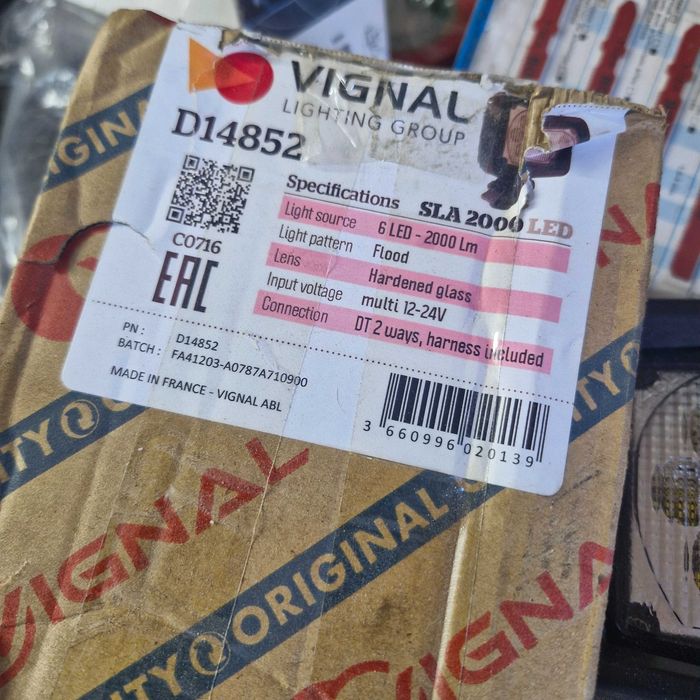 VIGNAL
LIGHTING GROUP
D14852
Specifications SLA 2000 LED
Light source 6 LED - 2000 Lm
Light pattern Flood
Lens Hardened glass
Input voltage multi 12-24V
Connection DT 2 ways, harness included
C0716
EAC
PN : D14852
BATCH : FA41203-A0787A710900
MADE IN FRANCE - VIGNAL ABL
3 660996 020139
ITY ORIGINAL
VIGNAL
VIGNAL